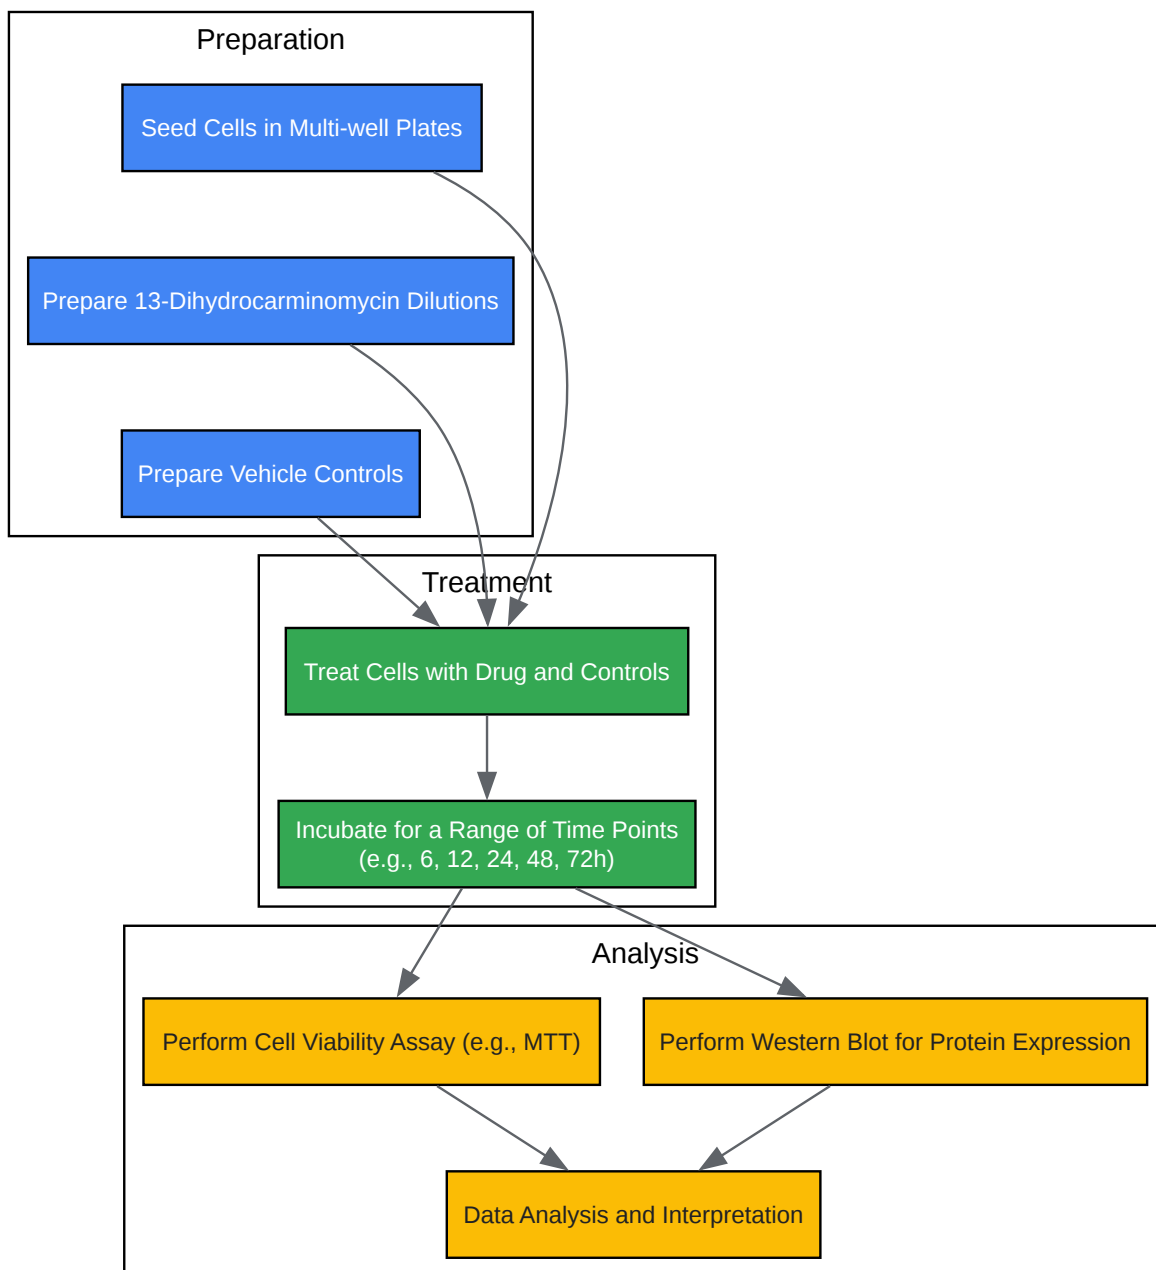 Preparation
Seed Cells in Multi-well Plates
Prepare 13-Dihydrocarminomycin Dilutions
Prepare Vehicle Controls
Treatment
Treat Cells with Drug and Controls
Incubate for a Range of Time Points
(e.g., 6, 12, 24, 48, 72h)
Analysis
Perform Cell Viability Assay (e.g., MTT)
Perform Western Blot for Protein Expression
Data Analysis and Interpretation